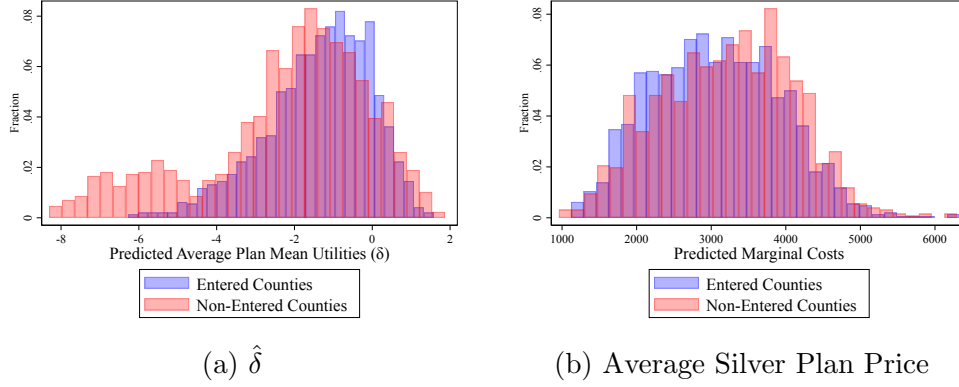 .08
.06
.04
.02
0
Fraction
-8 -6 -4 -2 0 2
Predicted Average Plan Mean Utilities (δ)
Entered Counties
Non-Entered Counties
(a) δ̂
.08
.06
.04
.02
0
Fraction
1000 2000 3000 4000 5000 6000
Predicted Marginal Costs
Entered Counties
Non-Entered Counties
(b) Average Silver Plan Price